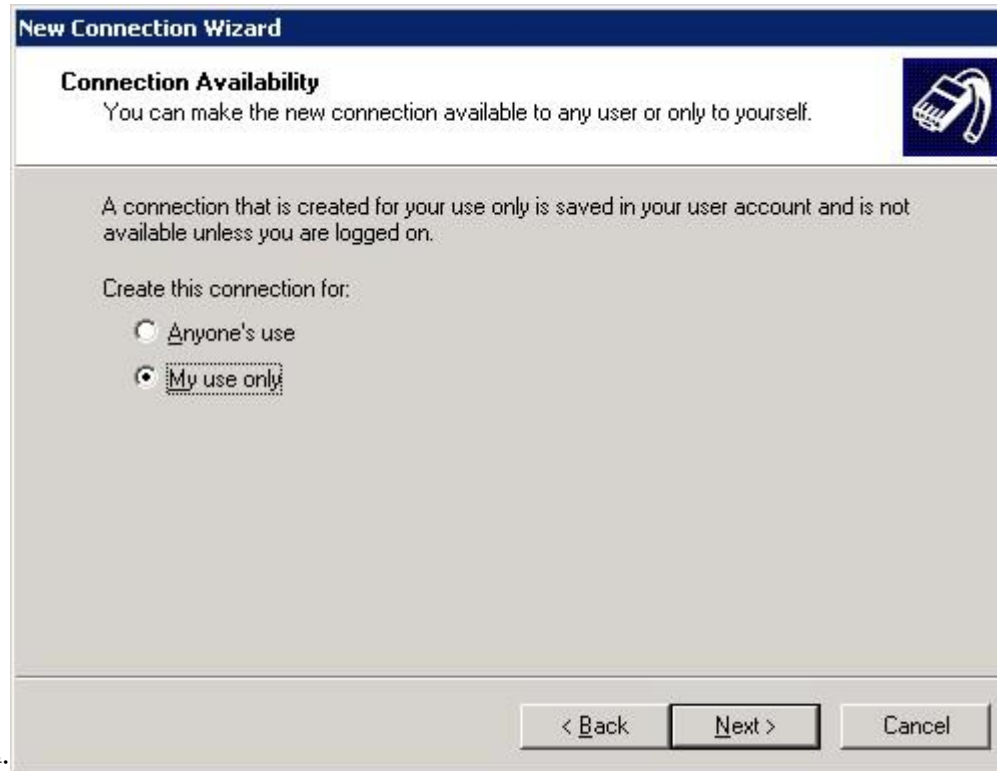 New Connection Wizard
Connection Availability
You can make the new connection available to any user or only to yourself.
A connection that is created for your use only is saved in your user account and is not
available unless you are logged on.
Create this connection for:
Anyone's use
My use only
< Back
Next >
Cancel